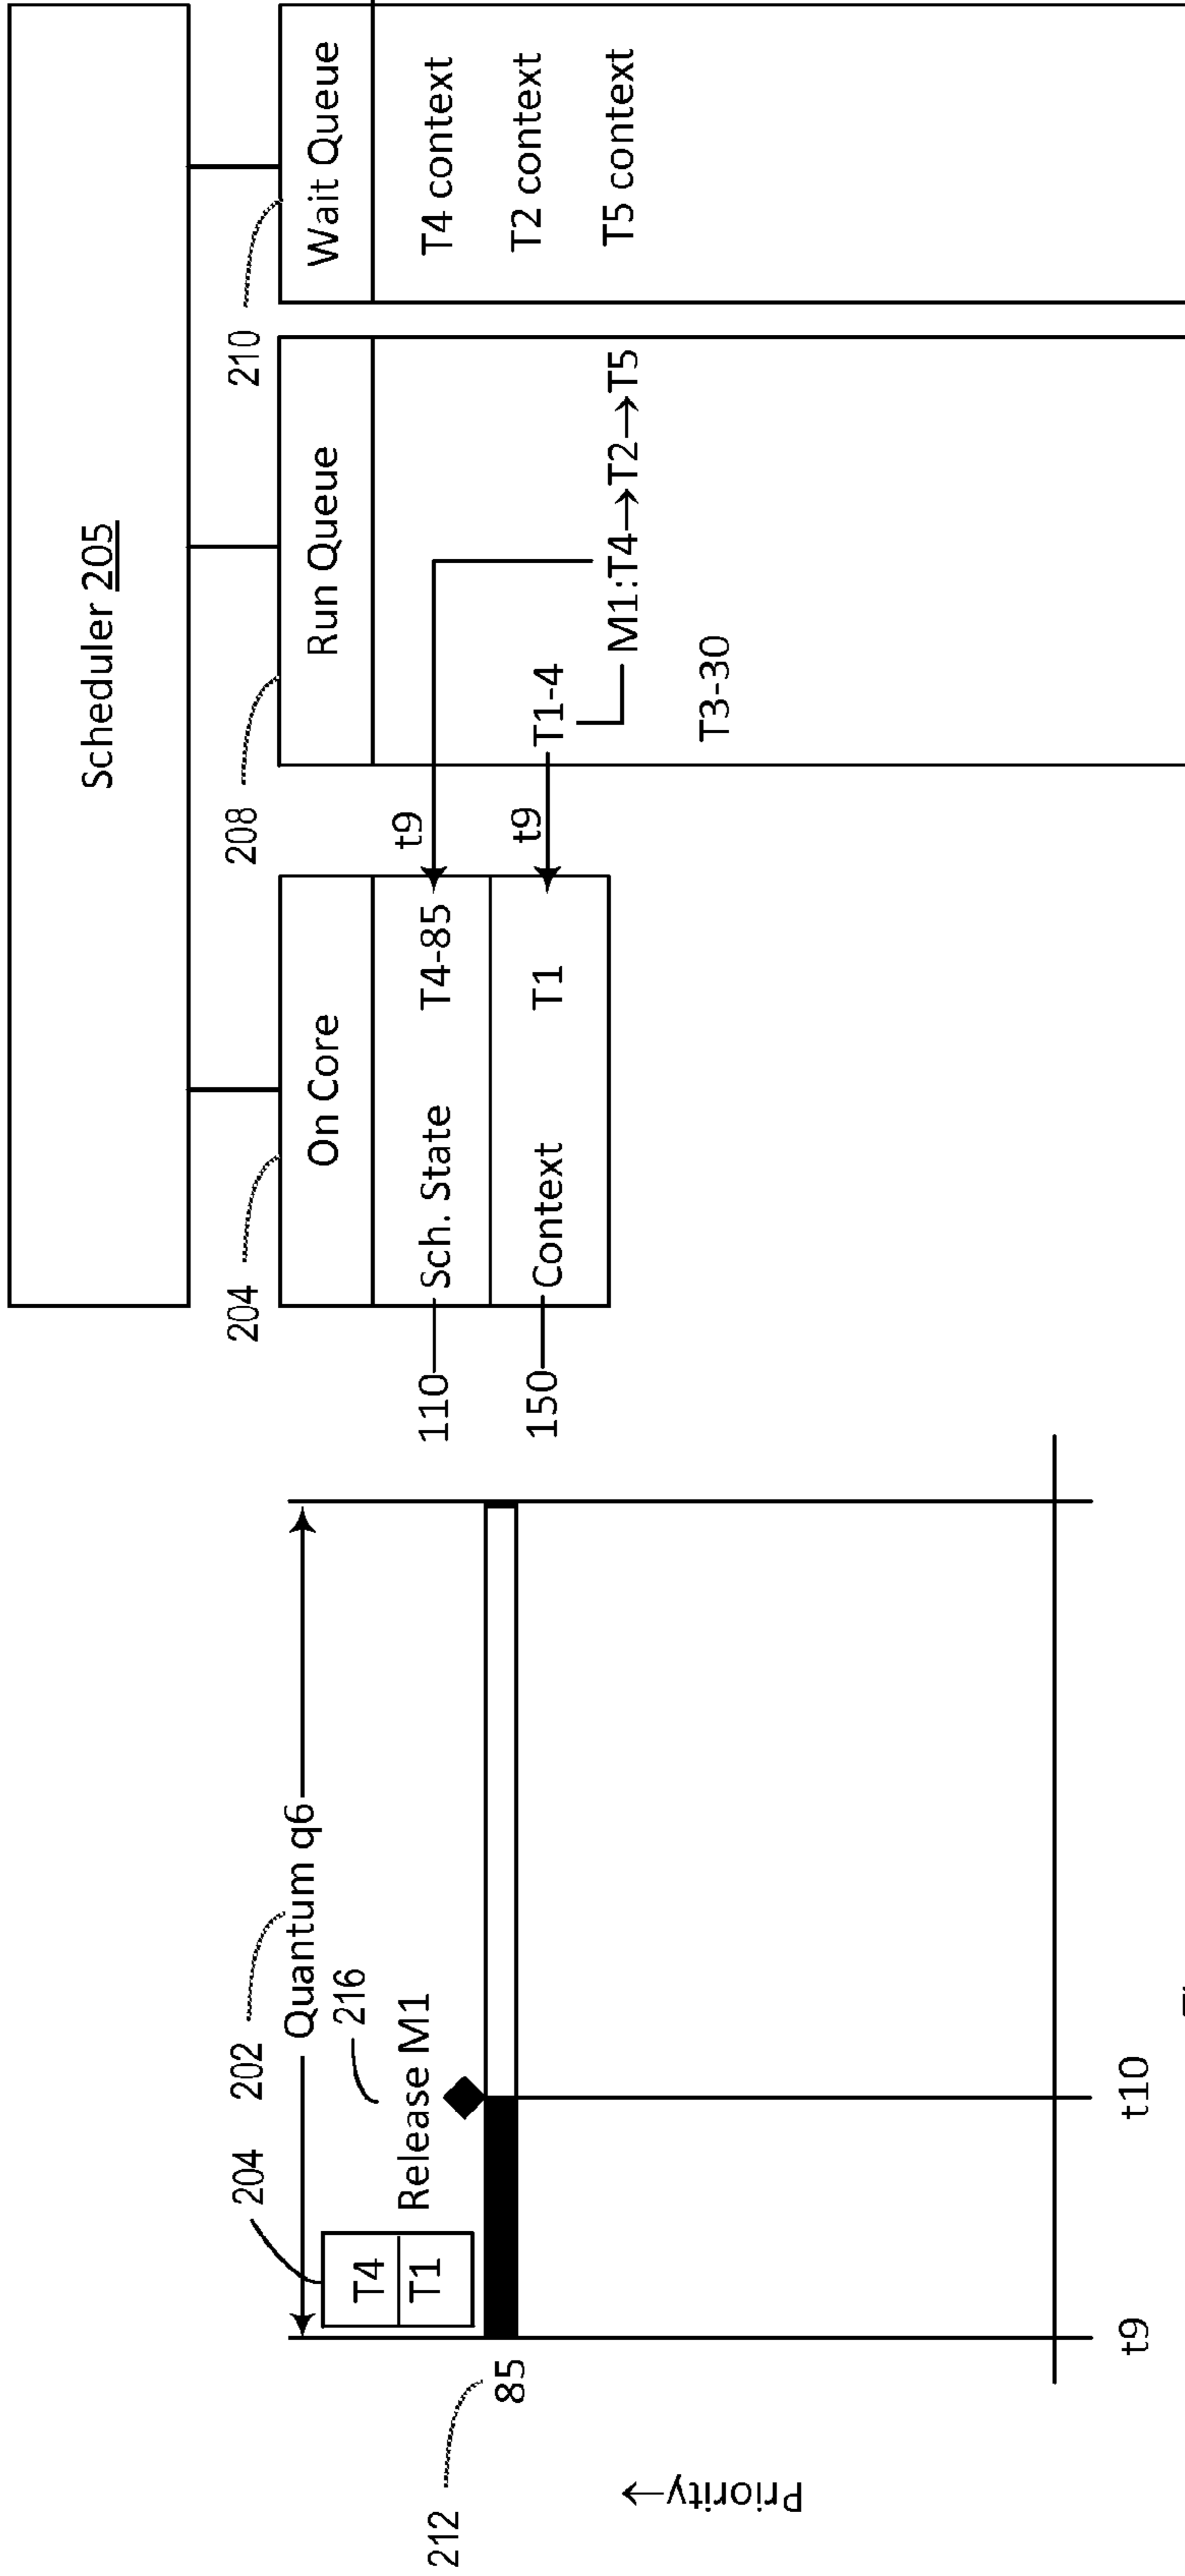 Scheduler 205
204
208
210
On Core
Run Queue
Wait Queue
110
Sch. State
T4-85
t9
T4 context
150
Context
T1
t9
T1-4
T2 context
M1:T4→T2→T5
T5 context
T3-30
204
202
Quantum q6
216
T4
T1
Release M1
212
85
Priority→
t9
t10